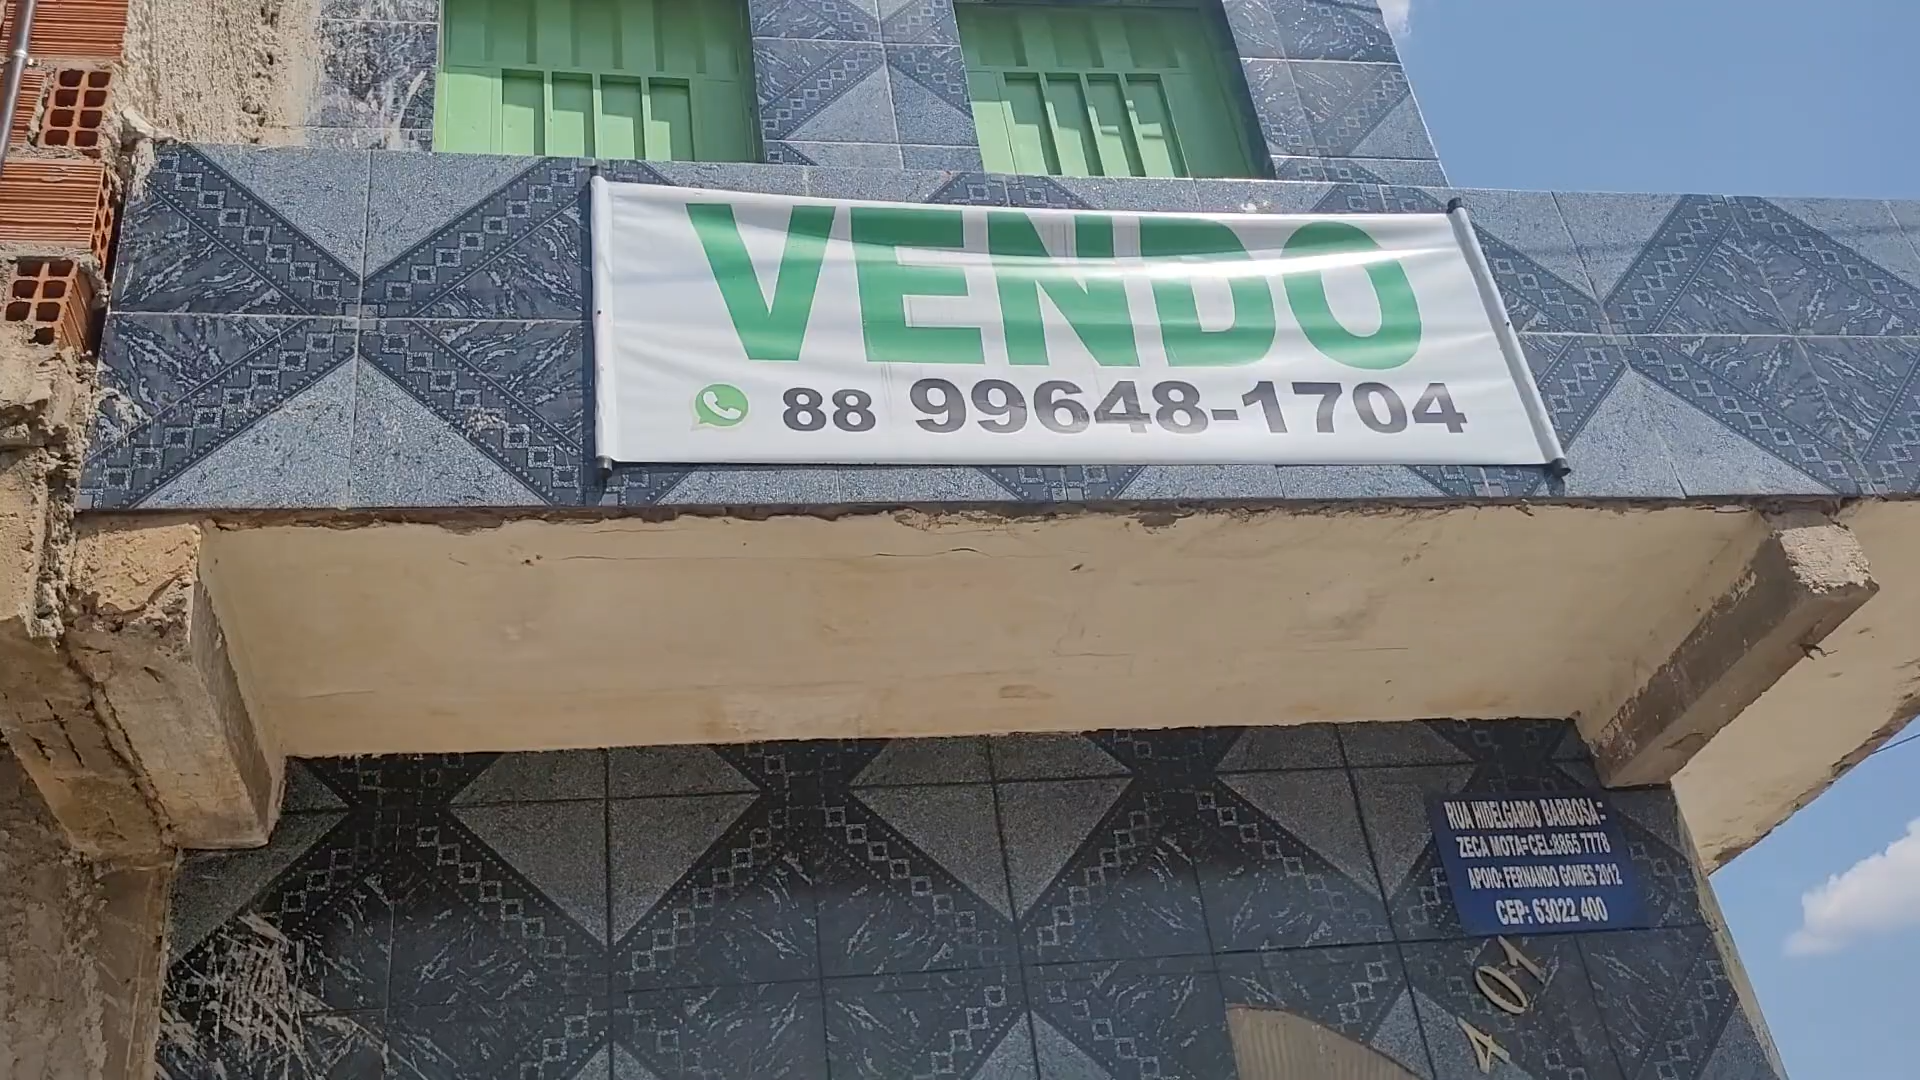 VENDO
88 99648-1704
RUA HIDELGARDO BARBOSA=
ZECA MOTA=CEL:8865 7778
APOIO: FERNANDO GOMES 2012
CEP: 63022 400
401